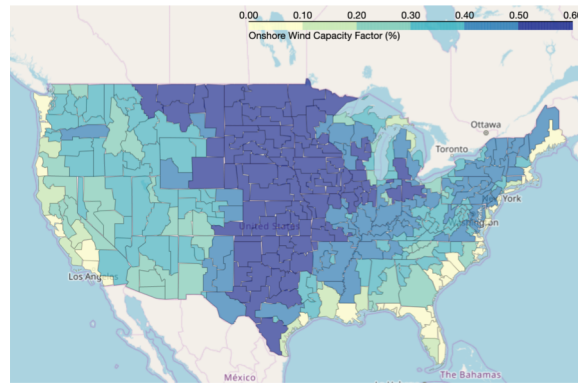 0.00 0.10 0.20 0.30 0.40 0.50 0.60
Onshore Wind Capacity Factor (%)
Ottawa
Toronto
York
United States
Los Angeles
México
The Bahamas